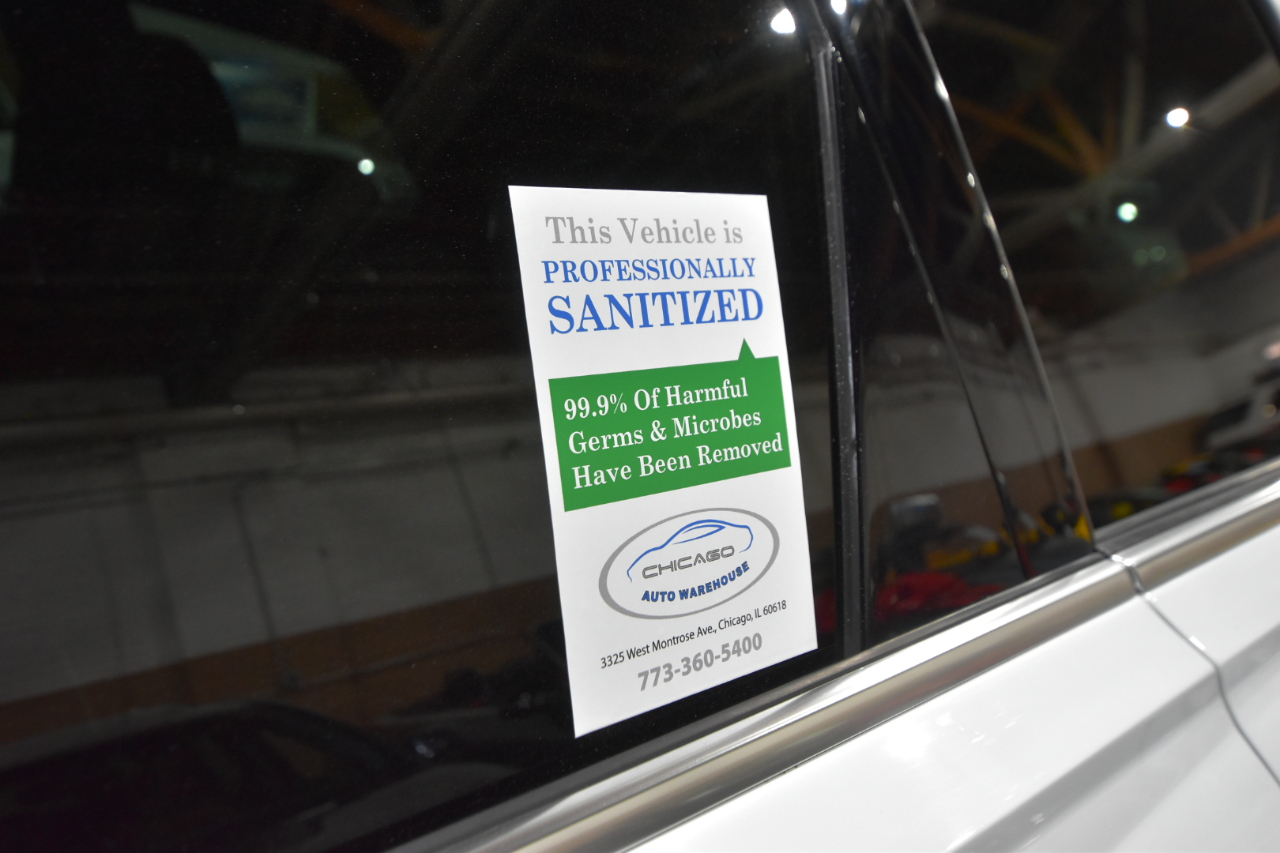 This Vehicle is
PROFESSIONALLY
SANITIZED
99.9% Of Harmful
Germs & Microbes
Have Been Removed
CHICAGO
AUTO WAREHOUSE
3325 West Montrose Ave., Chicago, IL 60618
773-360-5400